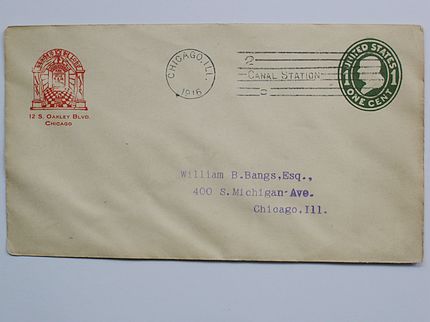 12 S. OAKLEY BLVD.
CHICAGO
CHICAGO, ILL.
1916
2
CANAL STATION
UNITED STATES
1 1
ONE CENT
William B.Bangs,Esq.,
400 S.Michigan Ave.
Chicago,Ill.